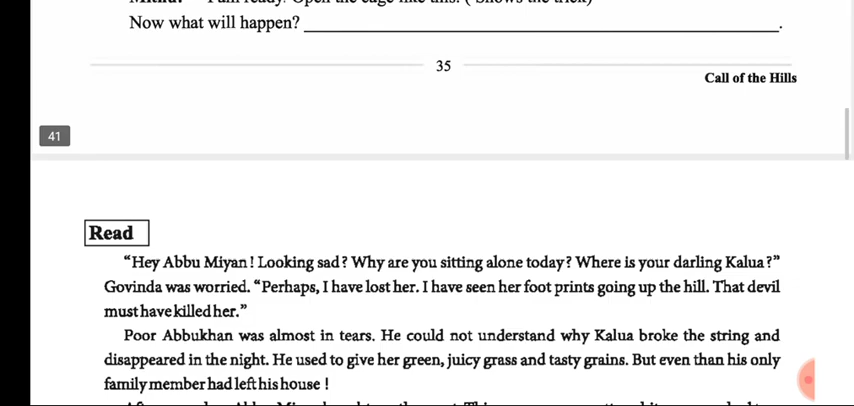 Now what will happen? ______________________________.
35
Call of the Hills
41
Read
“Hey Abbu Miyan! Looking sad? Why are you sitting alone today? Where is your darling Kalua?”
Govinda was worried. “Perhaps, I have lost her. I have seen her foot prints going up the hill. That devil
must have killed her.”
Poor Abbukhan was almost in tears. He could not understand why Kalua broke the string and
disappeared in the night. He used to give her green, juicy grass and tasty grains. But even than his only
family member had left his house !